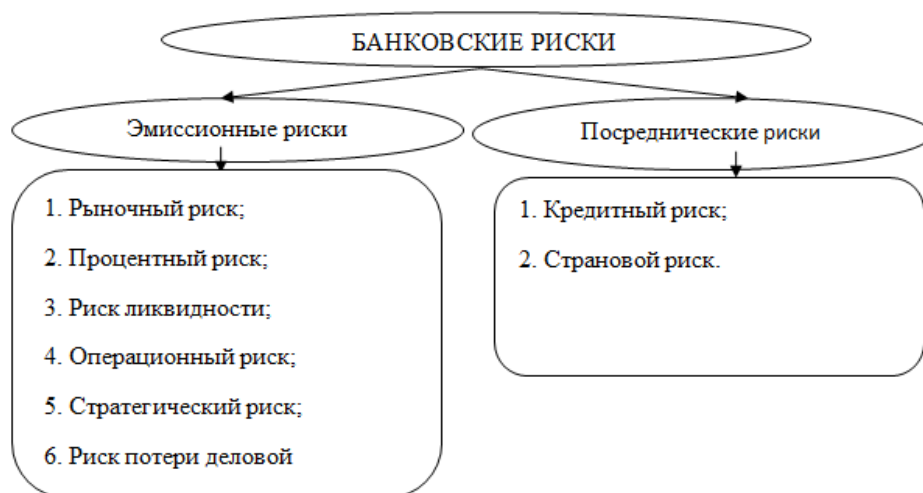 БАНКОВСКИЕ РИСКИ
Эмиссионные риски
1. Рыночный риск;
2. Процентный риск;
3. Риск ликвидности;
4. Операционный риск;
5. Стратегический риск;
6. Риск потери деловой
Посреднические риски
1. Кредитный риск;
2. Страновой риск.